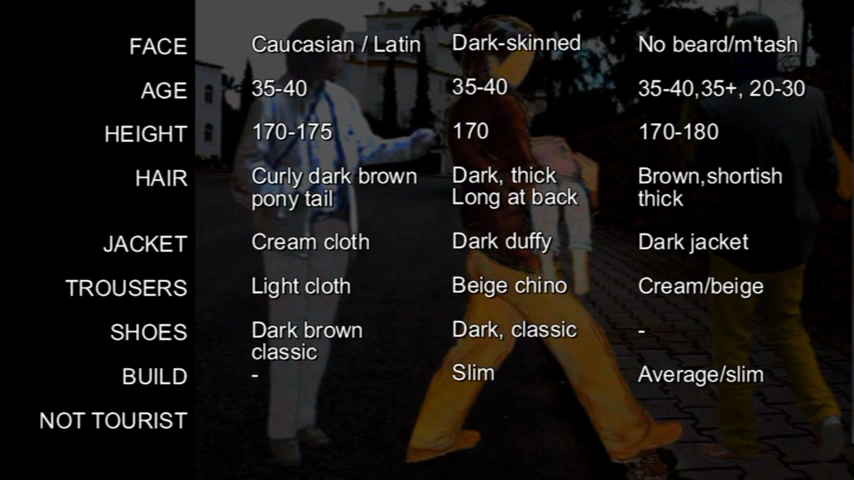 FACE Caucasian / Latin Dark-skinned No beard/m'tash
AGE 35-40 35-40 35-40,35+, 20-30
HEIGHT 170-175 170 170-180
HAIR Curly dark brown Dark, thick Brown,shortish
pony tail Long at back thick
JACKET Cream cloth Dark duffy Dark jacket
TROUSERS Light cloth Beige chino Cream/beige
SHOES Dark brown Dark, classic -
classic
BUILD - Slim Average/slim
NOT TOURIST